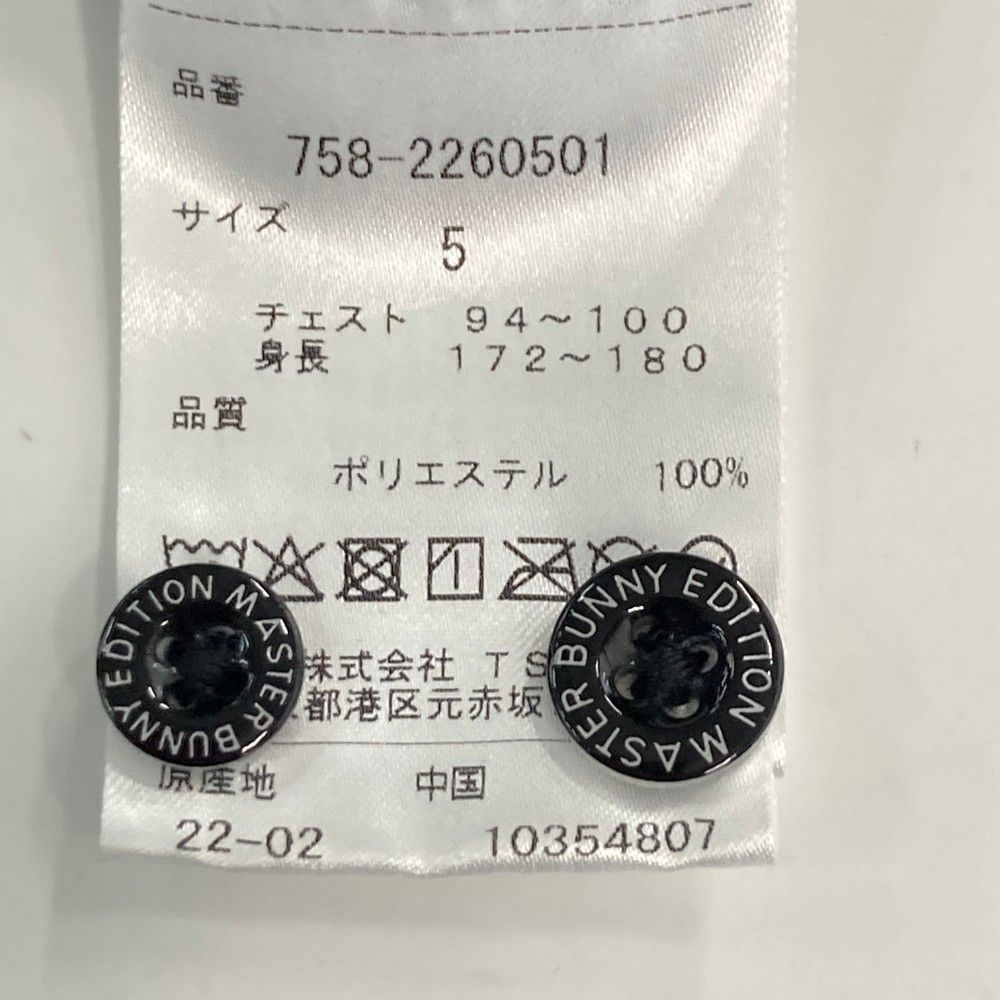 品番
758-2260501
サイズ
5
チェスト 94～100
身長 172～180
品質
ポリエステル 100%
株式会社 TS
都港区元赤坂
原産地 中国
22-02 10354807
MASTER BUNNY EDITION
MASTER BUNNY EDITION